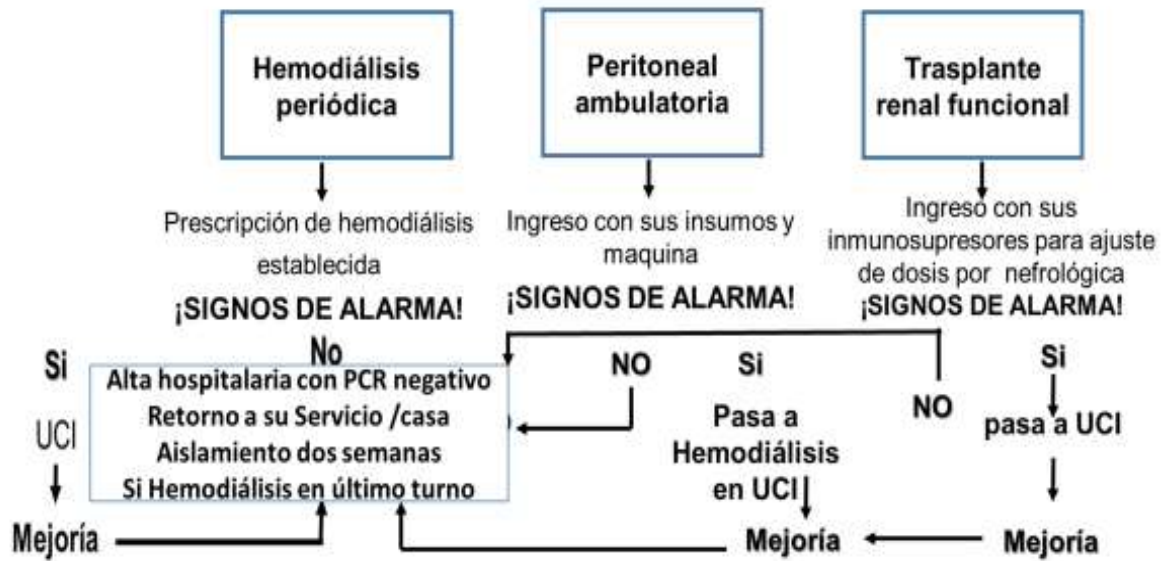 Hemodiálisis
periódica
Peritoneal
ambulatoria
Trasplante
renal funcional
Prescripción de hemodiálisis
establecida
¡SIGNOS DE ALARMA!
Ingreso con sus insumos y
maquina
¡SIGNOS DE ALARMA!
Ingreso con sus
inmunosupresores para ajuste
de dosis por nefrológica
¡SIGNOS DE ALARMA!
Si
No
Alta hospitalaria con PCR negativo
Retorno a su Servicio /casa
Aislamiento dos semanas
Si Hemodiálisis en último turno
UCI
Mejoría
NO
Si
Pasa a
Hemodiálisis
en UCI
Mejoría
NO
Si
pasa a UCI
Mejoría